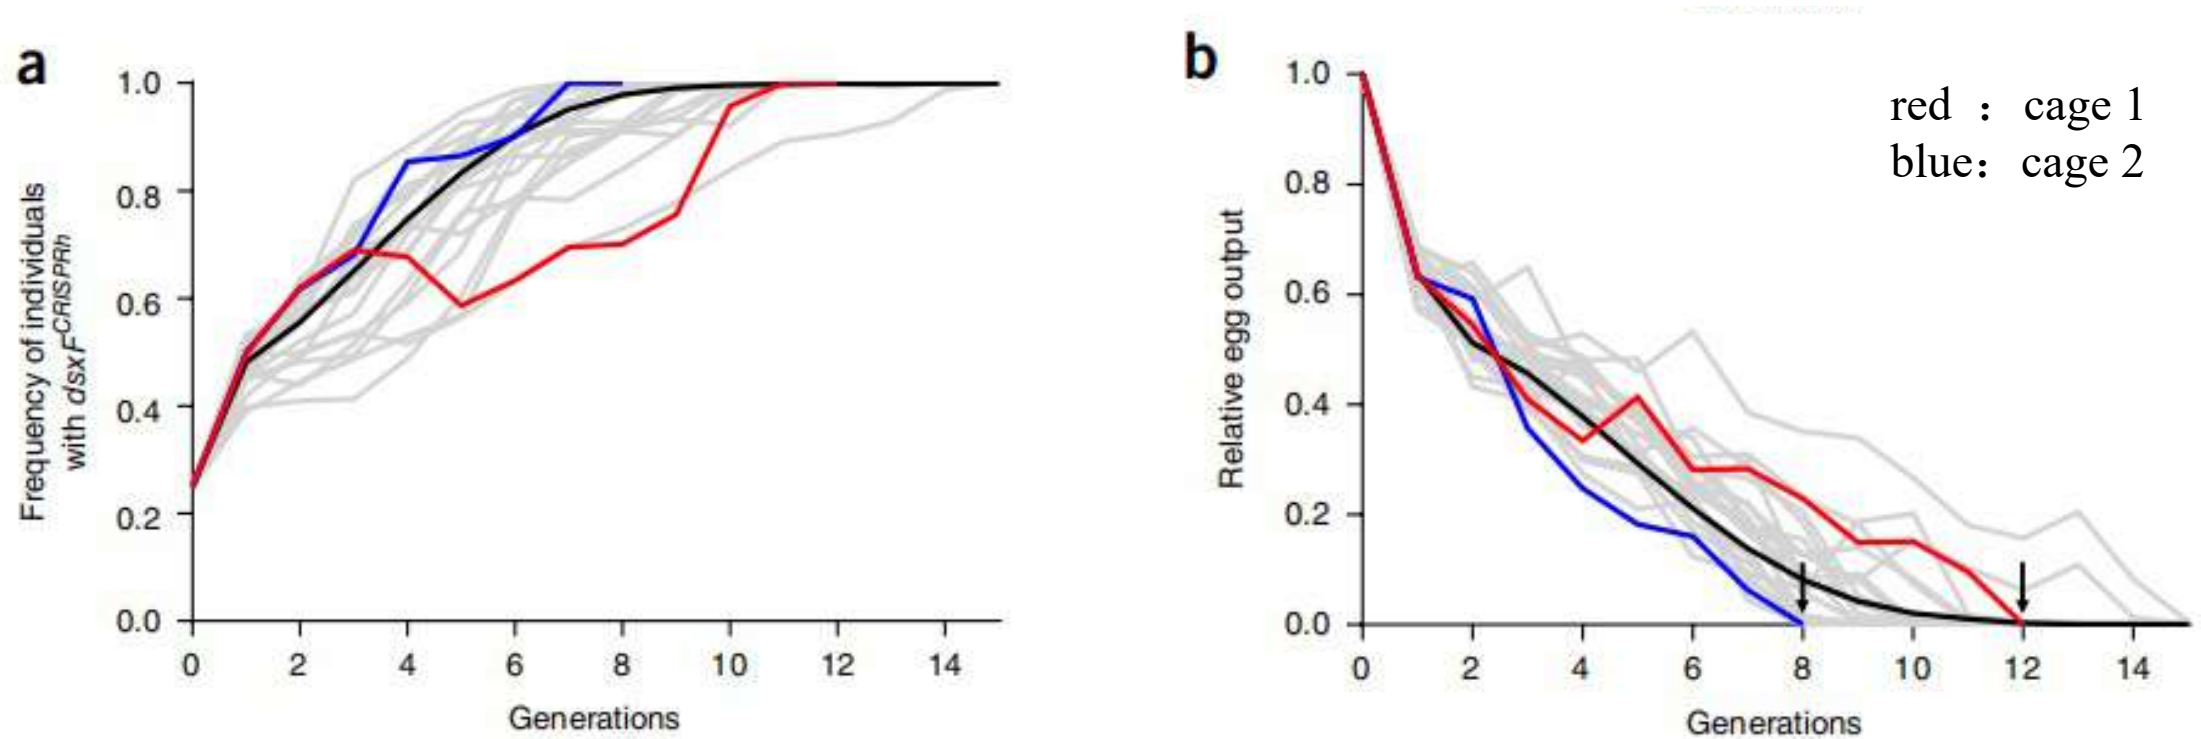 a
Frequency of individuals
with dsxF^CRISPRh
1.0
0.8
0.6
0.4
0.2
0.0
0 2 4 6 8 10 12 14
Generations
b
red : cage 1
blue: cage 2
Relative egg output
1.0
0.8
0.6
0.4
0.2
0.0
0 2 4 6 8 10 12 14
Generations